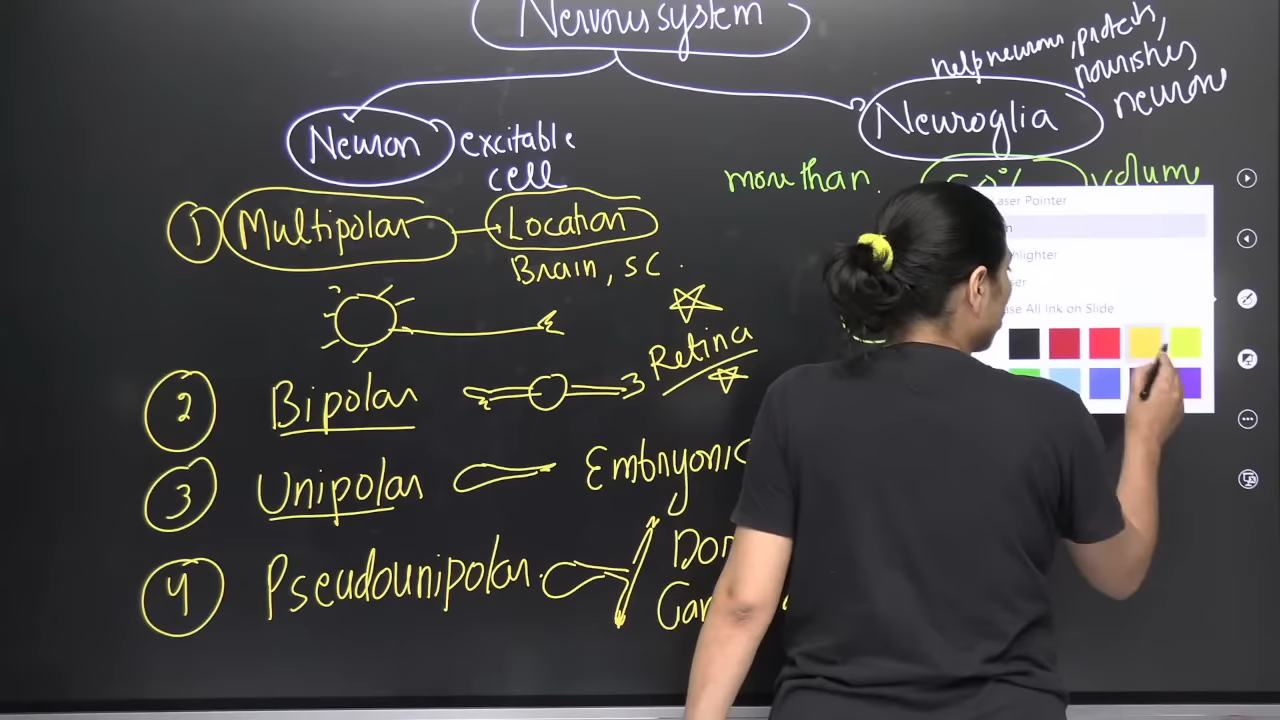 Nervous system
help neurons, protects,
nourishes,
neurons
Neuron
excitable
cell
Neuroglia
more than 50% volume
1 Multipolar
Location
Brain, SC.
2 Bipolar
Retina
3 Unipolar
Embryonic
4 Pseudounipolar
Laser Pointer
All Ink on Slide